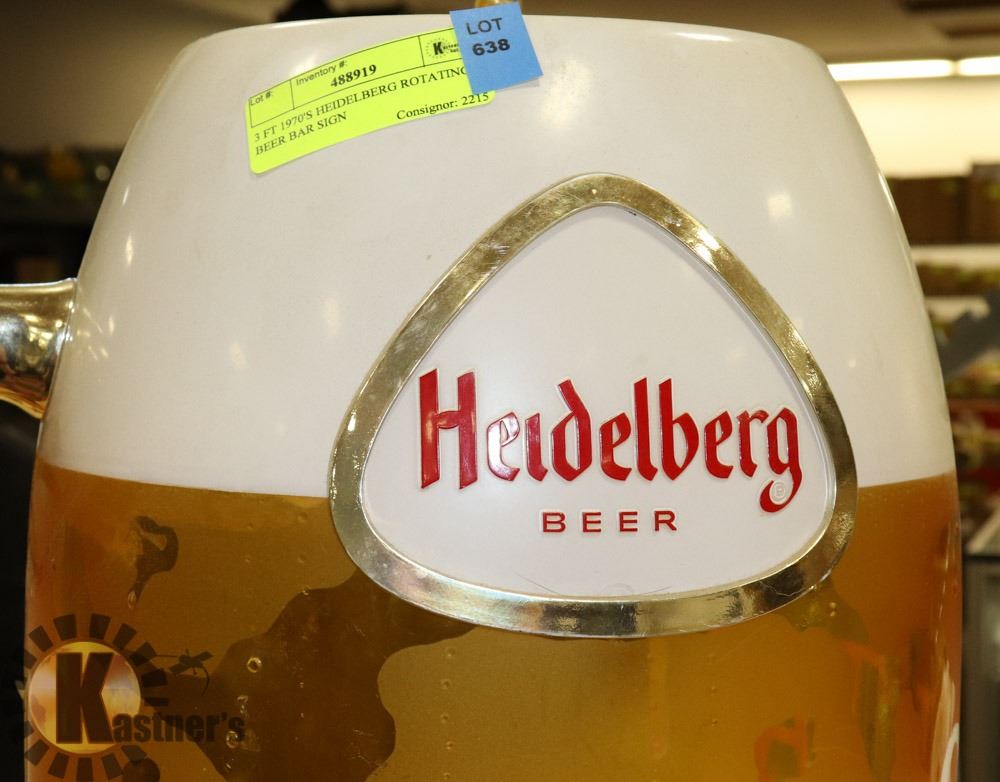 LOT
638
Lot #:
Inventory #:
488919
3 FT 1970'S HEIDELBERG ROTATING
BEER BAR SIGN
Consignor: 2215
Heidelberg
BEER
Kastner's